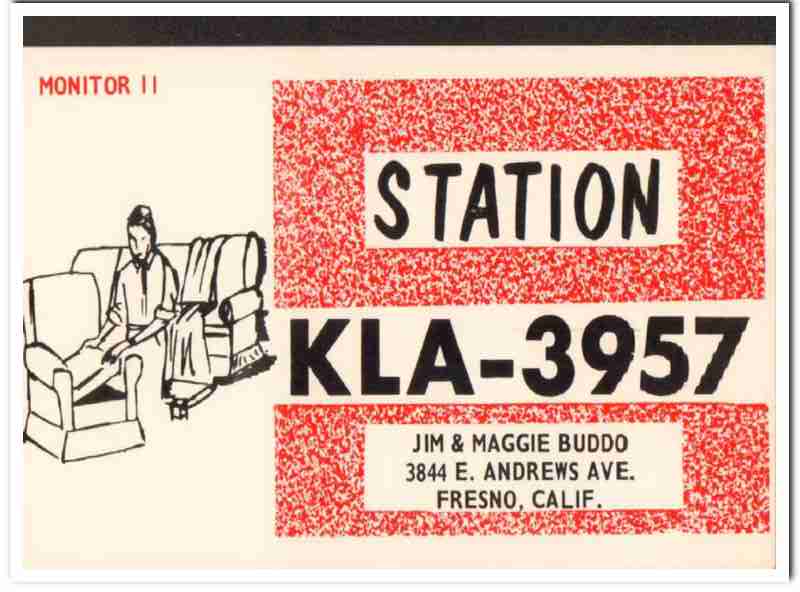 MONITOR II
STATION
KLA-3957
JIM & MAGGIE BUDDO
3844 E. ANDREWS AVE.
FRESNO, CALIF.